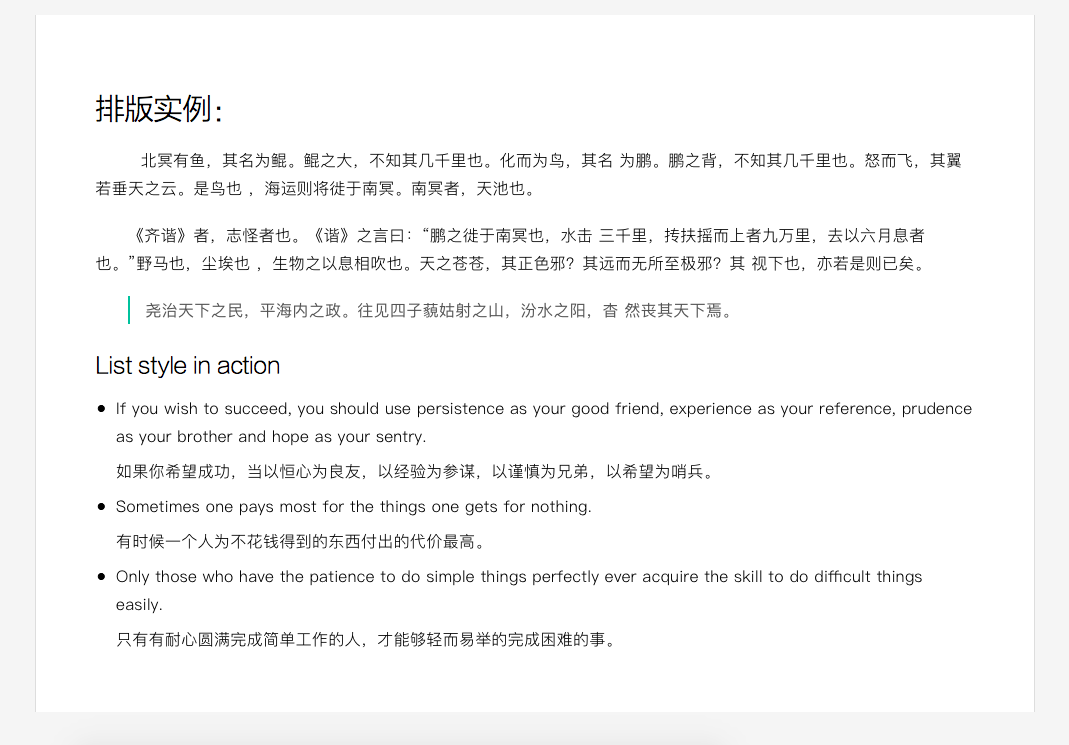 排版实例：
北冥有鱼，其名为鲲。鲲之大，不知其几千里也。化而为鸟，其名 为鹏。鹏之背，不知其几千里也。怒而飞，其翼
若垂天之云。是鸟也 ，海运则将徙于南冥。南冥者，天池也。
《齐谐》者，志怪者也。《谐》之言曰：“鹏之徙于南冥也，水击 三千里，抟扶摇而上者九万里，去以六月息者
也。”野马也，尘埃也 ，生物之以息相吹也。天之苍苍，其正色邪？其远而无所至极邪？其 视下也，亦若是则已矣。
尧治天下之民，平海内之政。往见四子藐姑射之山，汾水之阳，杳 然丧其天下焉。
List style in action
● If you wish to succeed, you should use persistence as your good friend, experience as your reference, prudence
as your brother and hope as your sentry.
如果你希望成功，当以恒心为良友，以经验为参谋，以谨慎为兄弟，以希望为哨兵。
● Sometimes one pays most for the things one gets for nothing.
有时候一个人为不花钱得到的东西付出的代价最高。
● Only those who have the patience to do simple things perfectly ever acquire the skill to do difficult things
easily.
只有有耐心圆满完成简单工作的人，才能够轻而易举的完成困难的事。